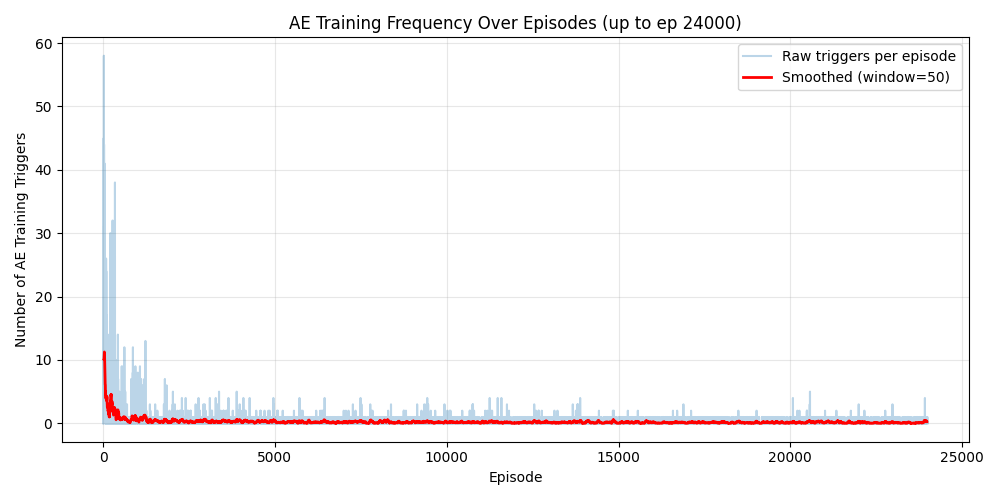 AE Training Frequency Over Episodes (up to ep 24000)
Number of AE Training Triggers
60
50
40
30
20
10
0
Raw triggers per episode
Smoothed (window=50)
0
5000
10000
15000
20000
25000
Episode